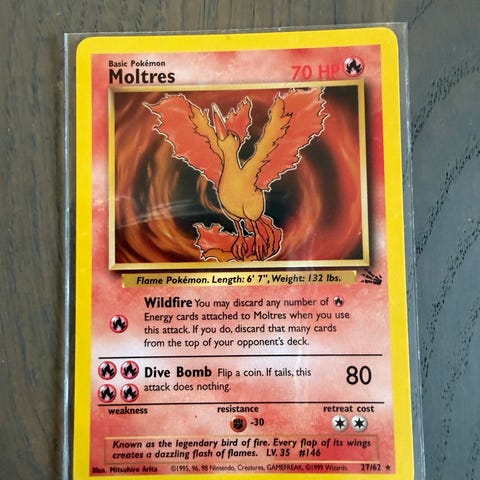 Basic Pokémon
Moltres
70 HP
Flame Pokémon. Length: 6' 7", Weight: 132 lbs.
Wildfire You may discard any number of
Energy cards attached to Moltres when you use
this attack. If you do, discard that many cards
from the top of your opponent's deck.
Dive Bomb Flip a coin. If tails, this
attack does nothing.
80
weakness
resistance
retreat cost
-30
Known as the legendary bird of fire. Every flap of its wings
creates a dazzling flash of flames. LV. 35 #146
Illus. Mitsuhiro Arita ©1995, 96, 98 Nintendo, Creatures, GAMEFREAK. ©1999 Wizards. 27/62 ★